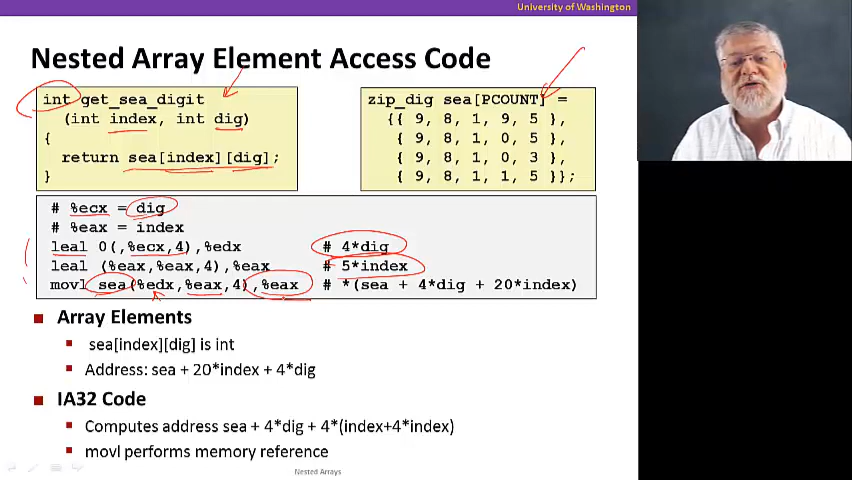 University of Washington
Nested Array Element Access Code
int get_sea_digit
(int index, int dig)
{
return sea[index][dig];
}
zip_dig sea[PCOUNT] =
{{ 9, 8, 1, 9, 5 },
{ 9, 8, 1, 0, 5 },
{ 9, 8, 1, 0, 3 },
{ 9, 8, 1, 1, 5 }};
# %ecx = dig
# %eax = index
leal 0(,%ecx,4),%edx # 4*dig
leal (%eax,%eax,4),%eax # 5*index
movl sea(%edx,%eax,4),%eax # *(sea + 4*dig + 20*index)
Array Elements
sea[index][dig] is int
Address: sea + 20*index + 4*dig
IA32 Code
Computes address sea + 4*dig + 4*(index+4*index)
movl performs memory reference
Nested Arrays